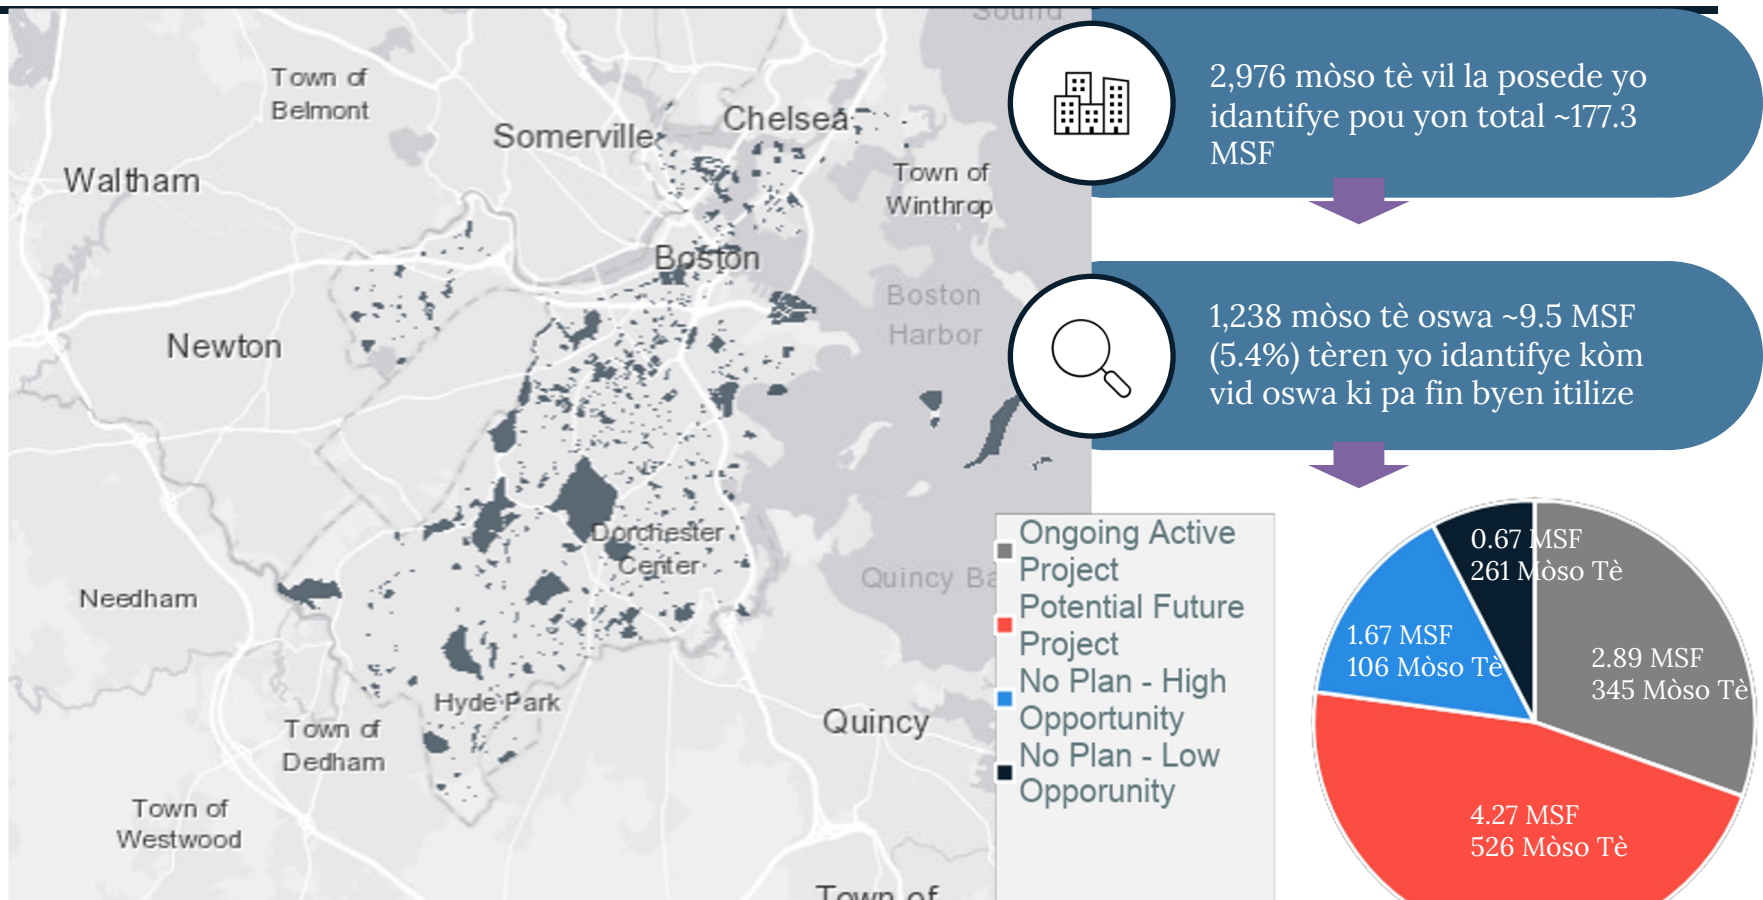 Sound
Town of
Belmont
Somerville
Chelsea
Waltham
Town of
Winthrop
Boston
Boston
Harbor
Newton
Dorchester
Center
Quincy Ba
Needham
Hyde Park
Quincy
Town of
Dedham
Town of
Westwood
Town of
2,976 mòso tè vil la posede yo
idantifye pou yon total ~177.3
MSF
1,238 mòso tè oswa ~9.5 MSF
(5.4%) tèren yo idantifye kòm
vid oswa ki pa fin byen itilize
Ongoing Active
Project
Potential Future
Project
No Plan - High
Opportunity
No Plan - Low
Opporunity
0.67 MSF
261 Mòso Tè
1.67 MSF
106 Mòso Tè
2.89 MSF
345 Mòso Tè
4.27 MSF
526 Mòso Tè